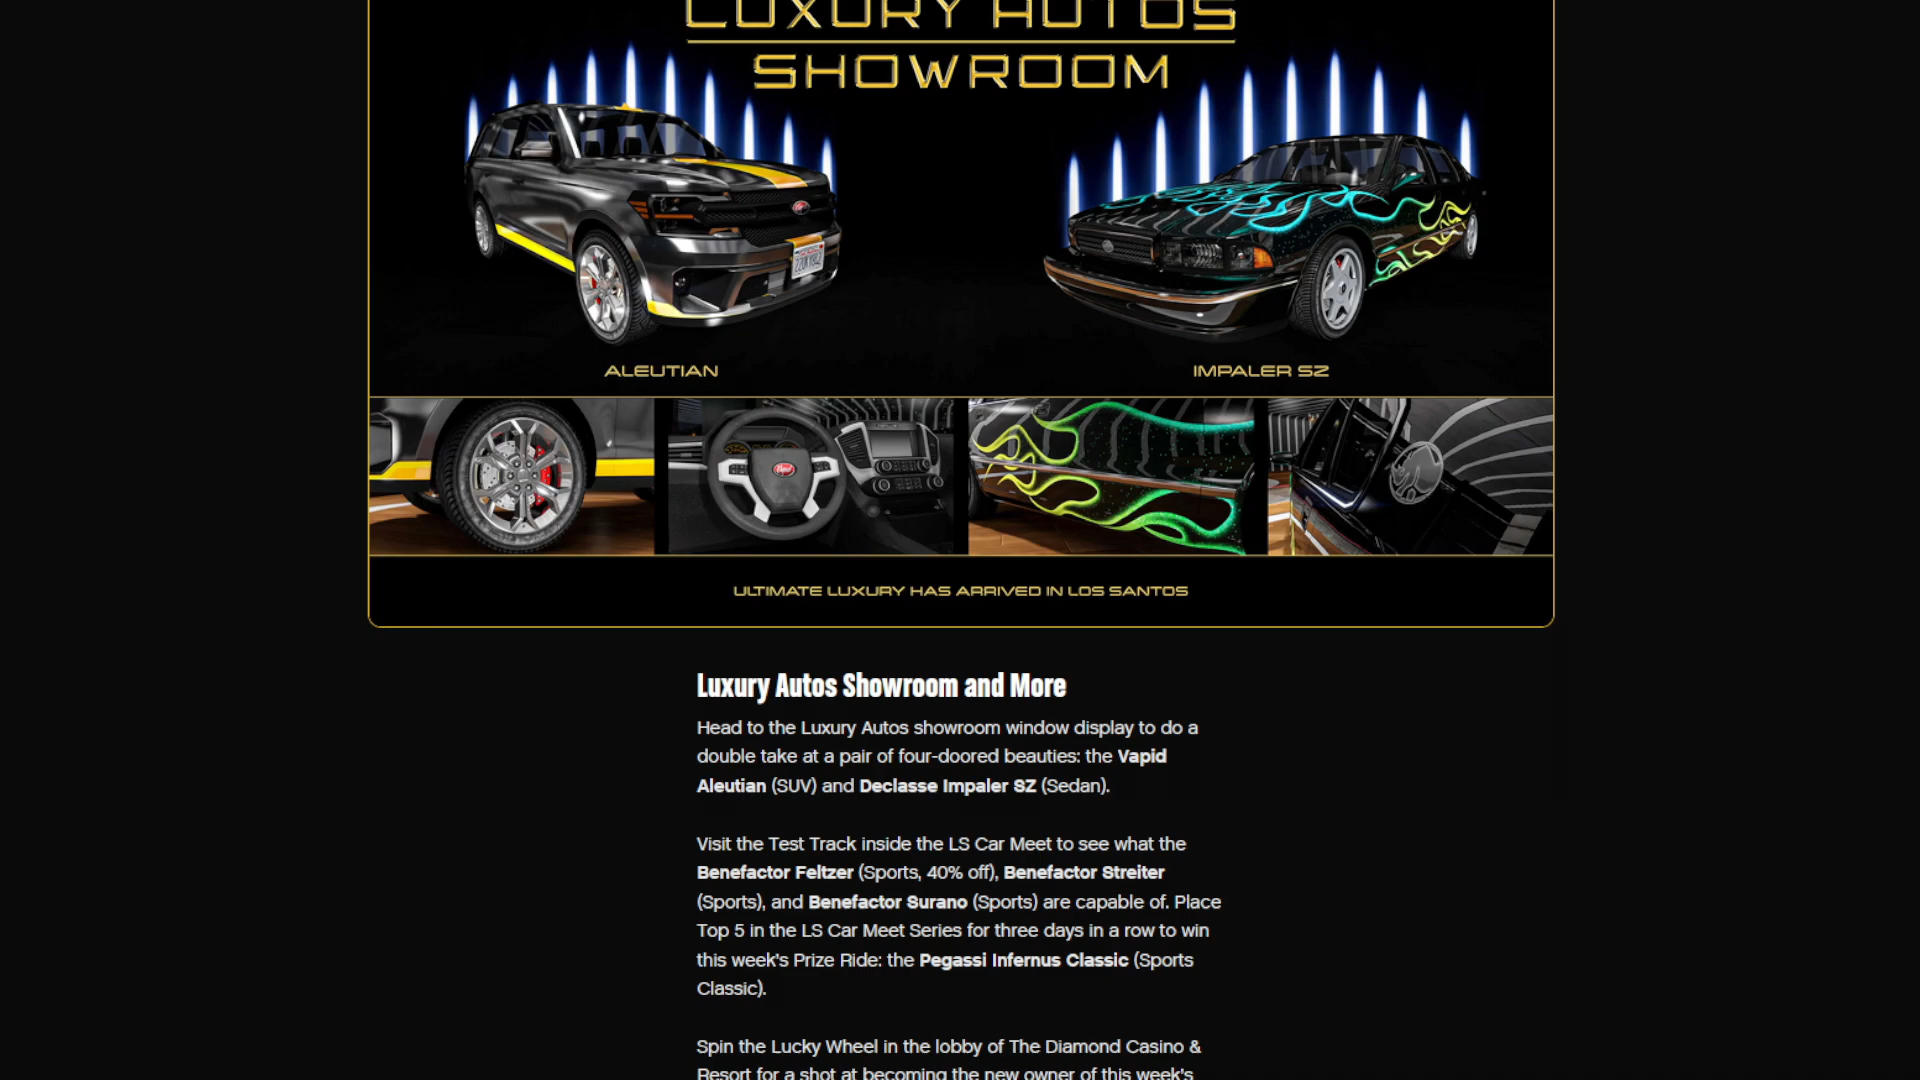 LUXURY AUTOS
SHOWROOM
ALEUTIAN
IMPALER SZ
Vapid
ULTIMATE LUXURY HAS ARRIVED IN LOS SANTOS
Luxury Autos Showroom and More
Head to the Luxury Autos showroom window display to do a
double take at a pair of four-doored beauties: the Vapid
Aleutian (SUV) and Declasse Impaler SZ (Sedan).
Visit the Test Track inside the LS Car Meet to see what the
Benefactor Feltzer (Sports, 40% off), Benefactor Streiter
(Sports), and Benefactor Surano (Sports) are capable of. Place
Top 5 in the LS Car Meet Series for three days in a row to win
this week's Prize Ride: the Pegassi Infernus Classic (Sports
Classic).
Spin the Lucky Wheel in the lobby of The Diamond Casino &
Resort for a shot at becoming the new owner of this week's